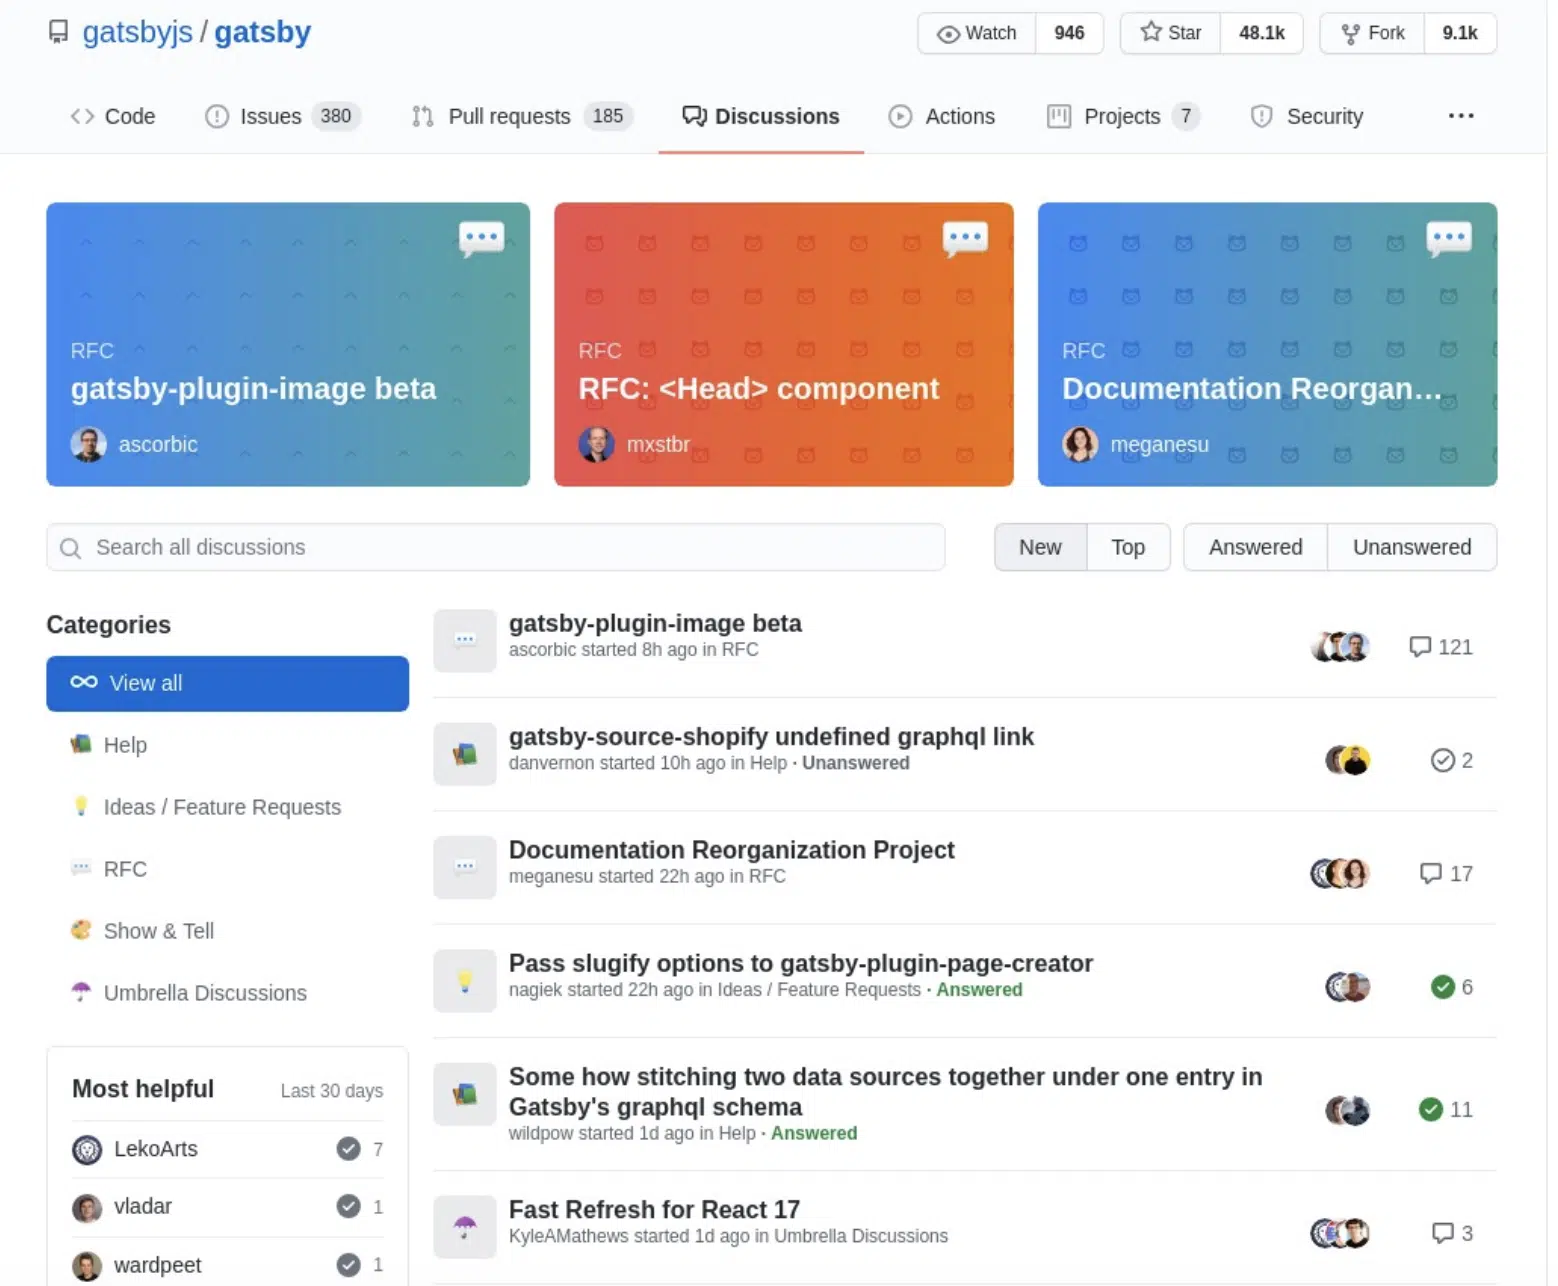 gatsbyjs / gatsby
Watch 946
Star 48.1k
Fork 9.1k
Code
Issues 380
Pull requests 185
Discussions
Actions
Projects 7
Security
RFC
gatsby-plugin-image beta
ascorbic
RFC
RFC: <Head> component
mxstbr
RFC
Documentation Reorgan...
meganesu
Search all discussions
New
Top
Answered
Unanswered
Categories
View all
Help
Ideas / Feature Requests
RFC
Show & Tell
Umbrella Discussions
Most helpful
Last 30 days
LekoArts 7
vladar 1
wardpeet 1
gatsby-plugin-image beta
ascorbic started 8h ago in RFC
121
gatsby-source-shopify undefined graphql link
danvernon started 10h ago in Help · Unanswered
2
Documentation Reorganization Project
meganesu started 22h ago in RFC
17
Pass slugify options to gatsby-plugin-page-creator
nagiek started 22h ago in Ideas / Feature Requests · Answered
6
Some how stitching two data sources together under one entry in
Gatsby's graphql schema
wildpow started 1d ago in Help · Answered
11
Fast Refresh for React 17
KyleAMathews started 1d ago in Umbrella Discussions
3